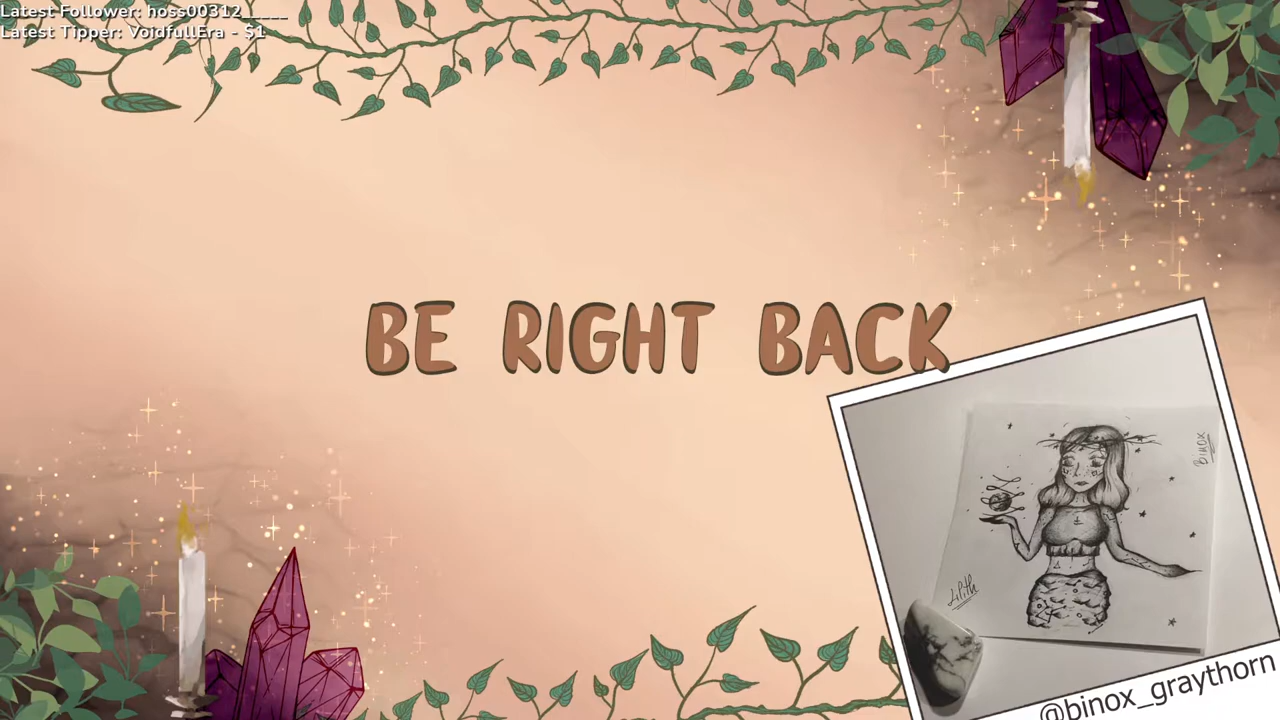 Latest Follower: hoss00312_____
Latest Tipper: VoidfullEra - $1
BE RIGHT BACK
BINOX
Lilith
@binox_graythorn